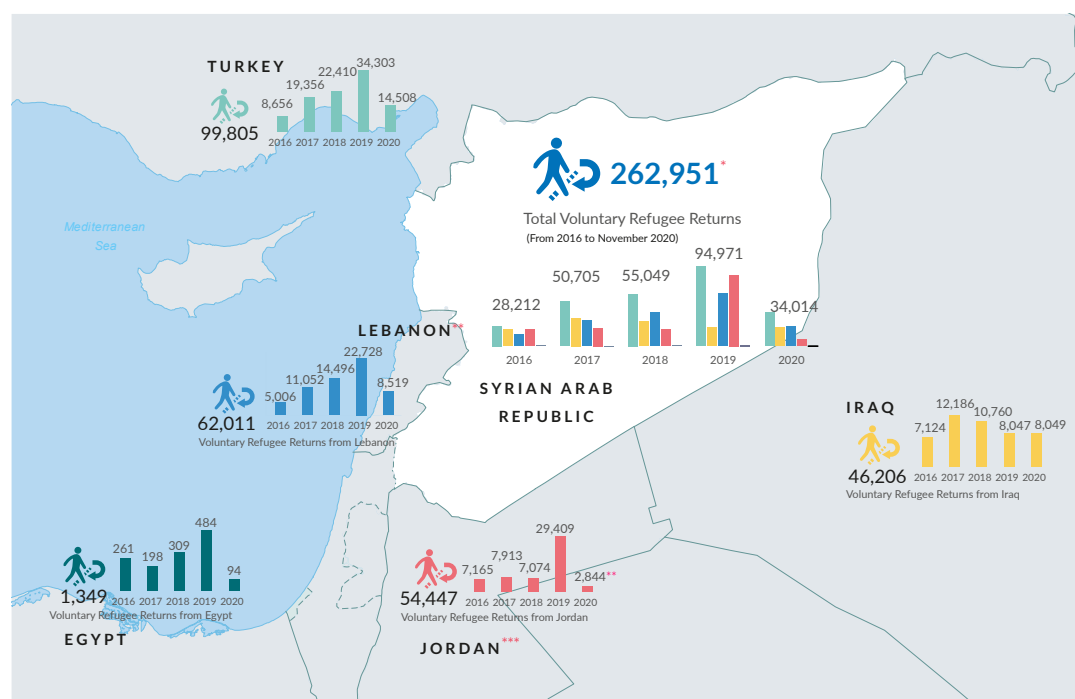 TURKEY
8,656
19,356
22,410
34,303
14,508
99,805
2016 2017 2018 2019 2020
Mediterranean
Sea
262,951*
Total Voluntary Refugee Returns
(From 2016 to November 2020)
28,212
50,705
55,049
94,971
34,014
2016 2017 2018 2019 2020
SYRIAN ARAB
REPUBLIC
LEBANON**
5,006
11,052
14,496
22,728
8,519
62,011
2016 2017 2018 2019 2020
Voluntary Refugee Returns from Lebanon
IRAQ
7,124
12,186
10,760
8,047
8,049
46,206
2016 2017 2018 2019 2020
Voluntary Refugee Returns from Iraq
261
198
309
484
94
1,349
2016 2017 2018 2019 2020
Voluntary Refugee Returns from Egypt
EGYPT
7,165
7,913
7,074
29,409
2,844**
54,447
2016 2017 2018 2019 2020
Voluntary Refugee Returns from Jordan
JORDAN***